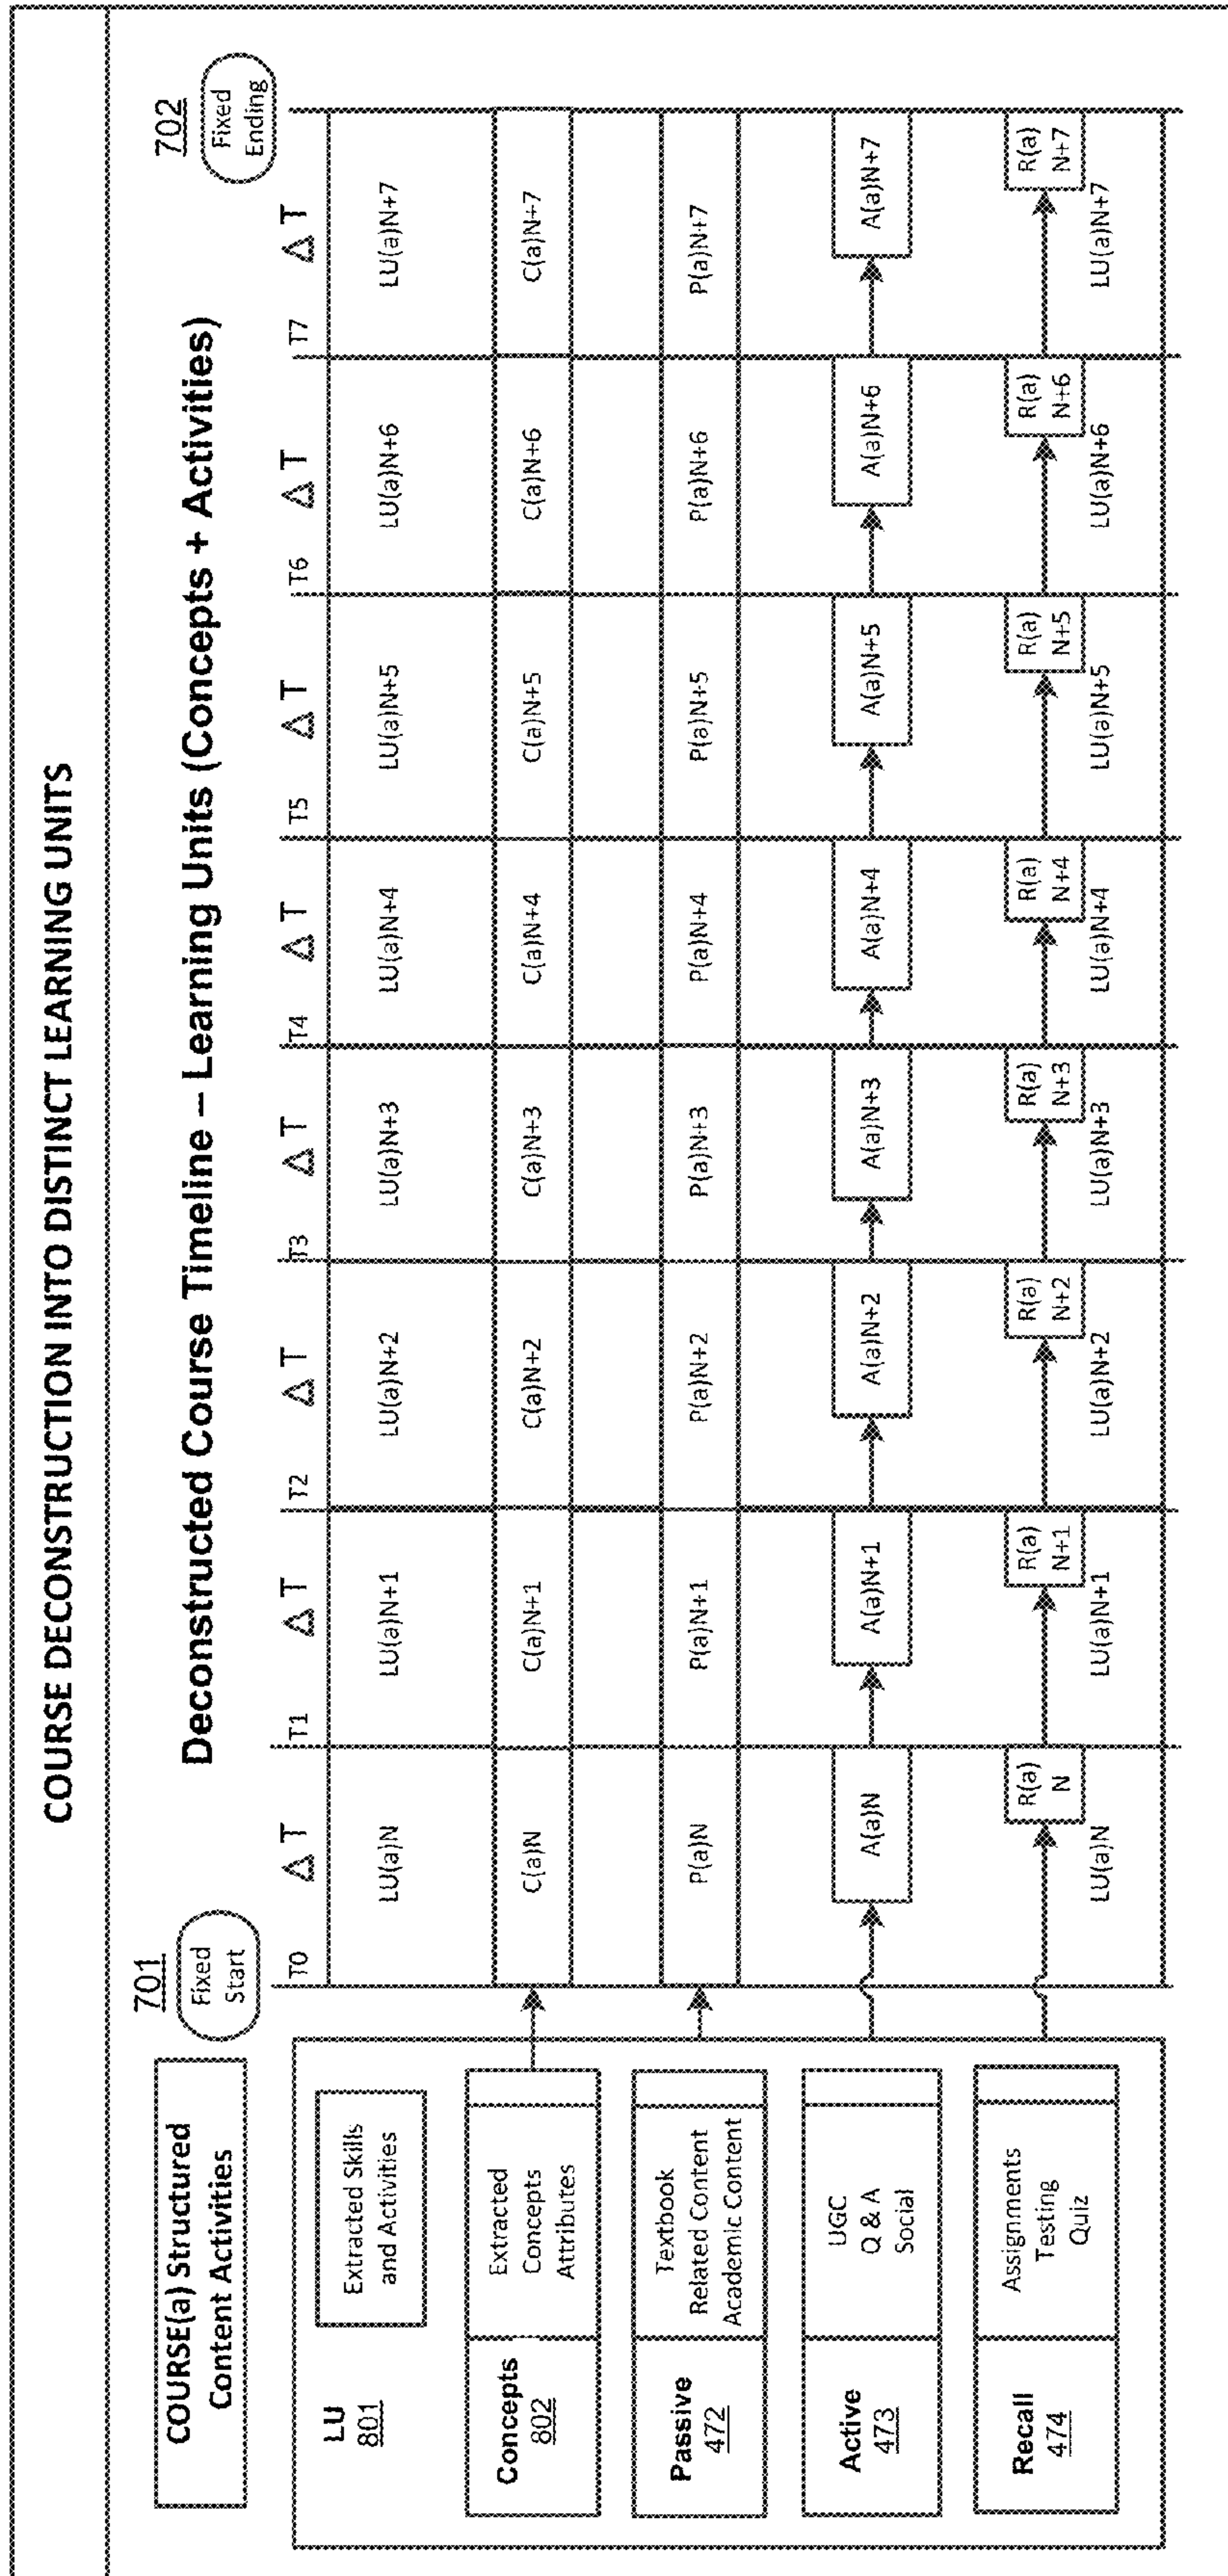 COURSE DECONSTRUCTION INTO DISTINCT LEARNING UNITS
COURSE(a) Structured
Content Activities
701
Fixed
Start
Deconstructed Course Timeline – Learning Units (Concepts + Activities)
702
Fixed
Ending
T0 Δ T T1 Δ T T2 Δ T T3 Δ T T4 Δ T T5 Δ T T6 Δ T T7 Δ T
LU
801
Extracted Skills
and Activities
LU(a)N LU(a)N+1 LU(a)N+2 LU(a)N+3 LU(a)N+4 LU(a)N+5 LU(a)N+6 LU(a)N+7
Concepts
802
Extracted
Concepts
Attributes
C(a)N C(a)N+1 C(a)N+2 C(a)N+3 C(a)N+4 C(a)N+5 C(a)N+6 C(a)N+7
Passive
472
Textbook
Related Content
Academic Content
P(a)N P(a)N+1 P(a)N+2 P(a)N+3 P(a)N+4 P(a)N+5 P(a)N+6 P(a)N+7
Active
473
UGC
Q & A
Social
A(a)N A(a)N+1 A(a)N+2 A(a)N+3 A(a)N+4 A(a)N+5 A(a)N+6 A(a)N+7
Recall
474
Assignments
Testing
Quiz
R(a) R(a) R(a) R(a) R(a) R(a) R(a) R(a)
N N+1 N+2 N+3 N+4 N+5 N+6 N+7
LU(a)N LU(a)N+1 LU(a)N+2 LU(a)N+3 LU(a)N+4 LU(a)N+5 LU(a)N+6 LU(a)N+7